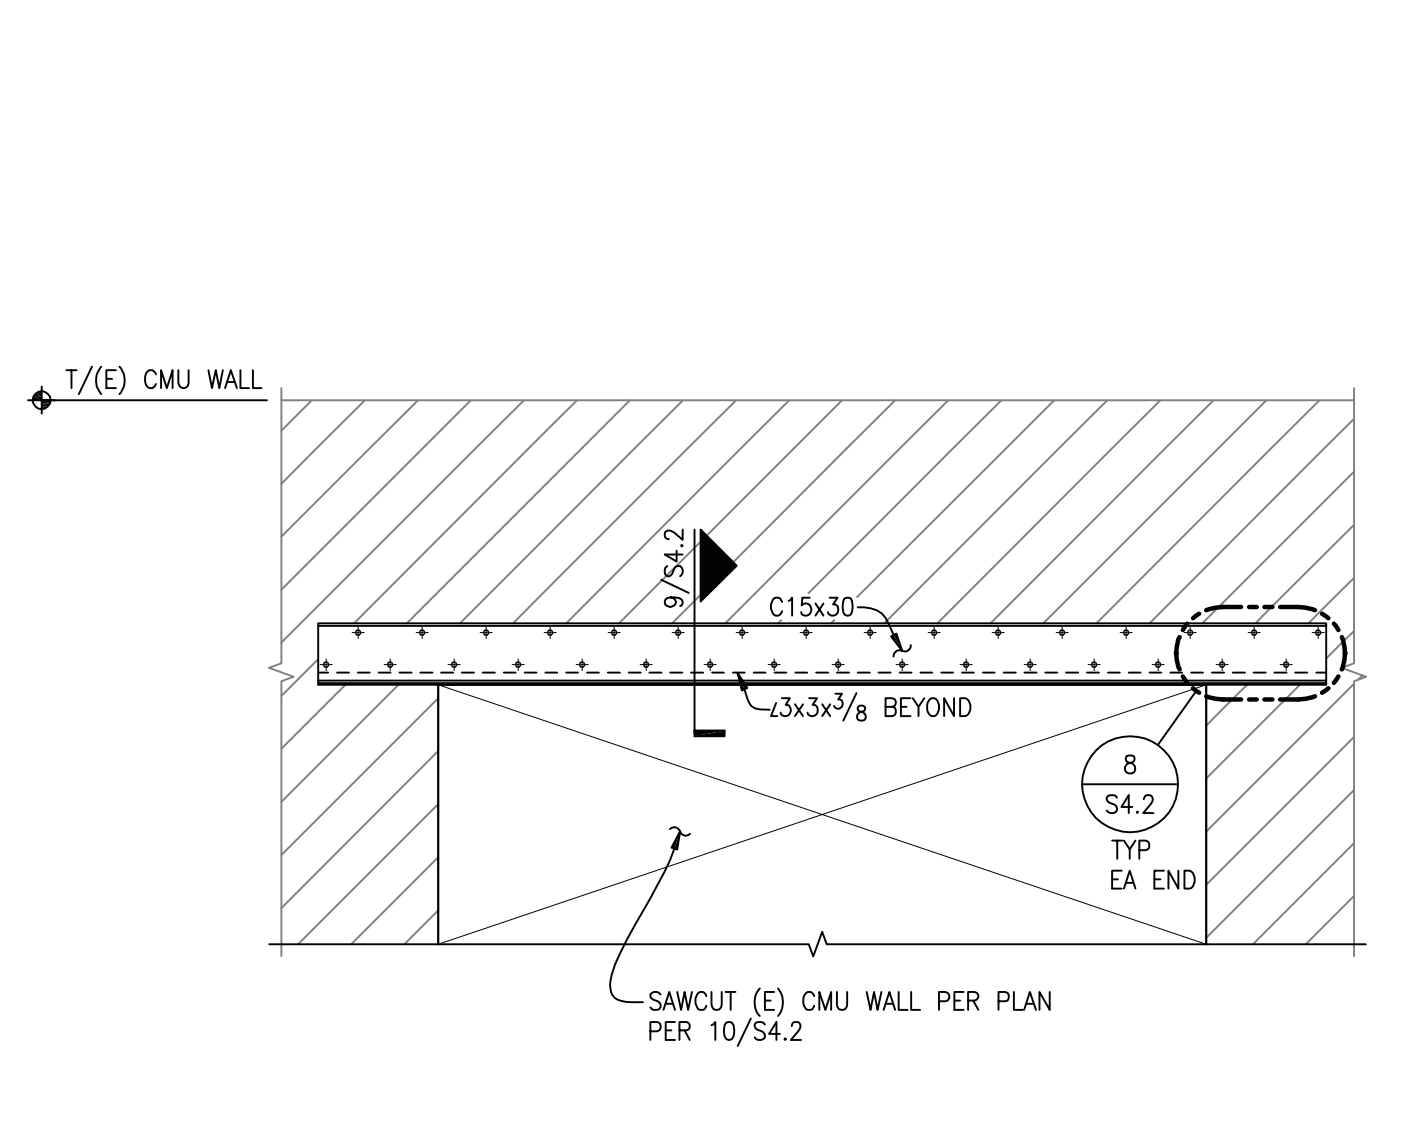 T/(E) CMU WALL
9/S4.2
C15x30
∠3x3x3/8 BEYOND
8
S4.2
TYP
EA END
SAWCUT (E) CMU WALL PER PLAN
PER 10/S4.2